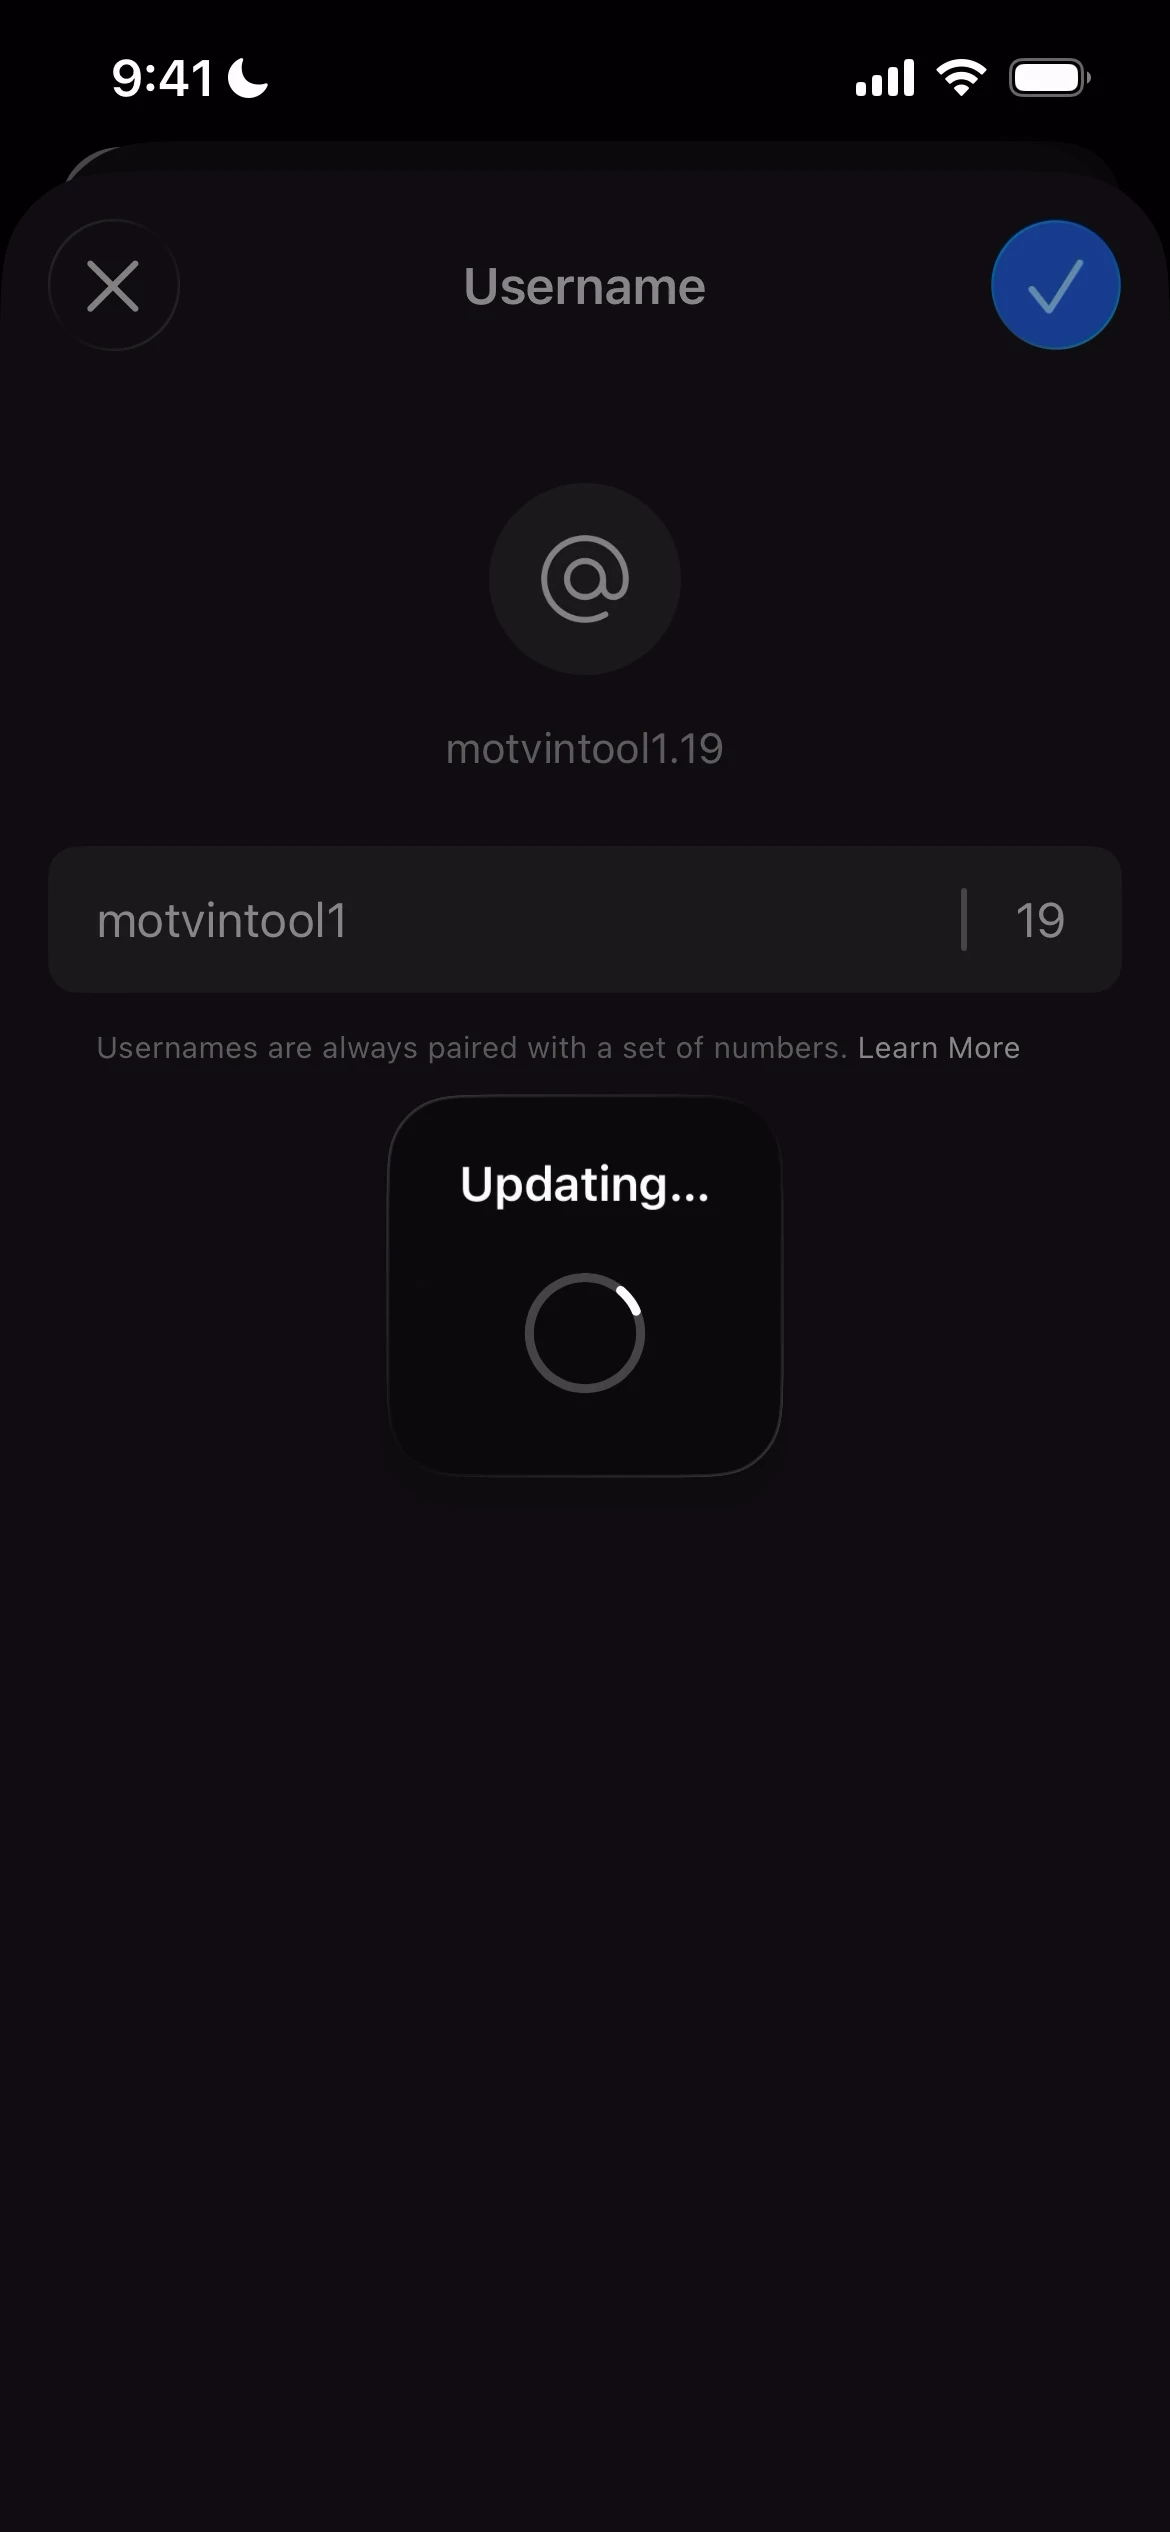 9:41
Username
motvintool1.19
motvintool1 19
Usernames are always paired with a set of numbers. Learn More
Updating...